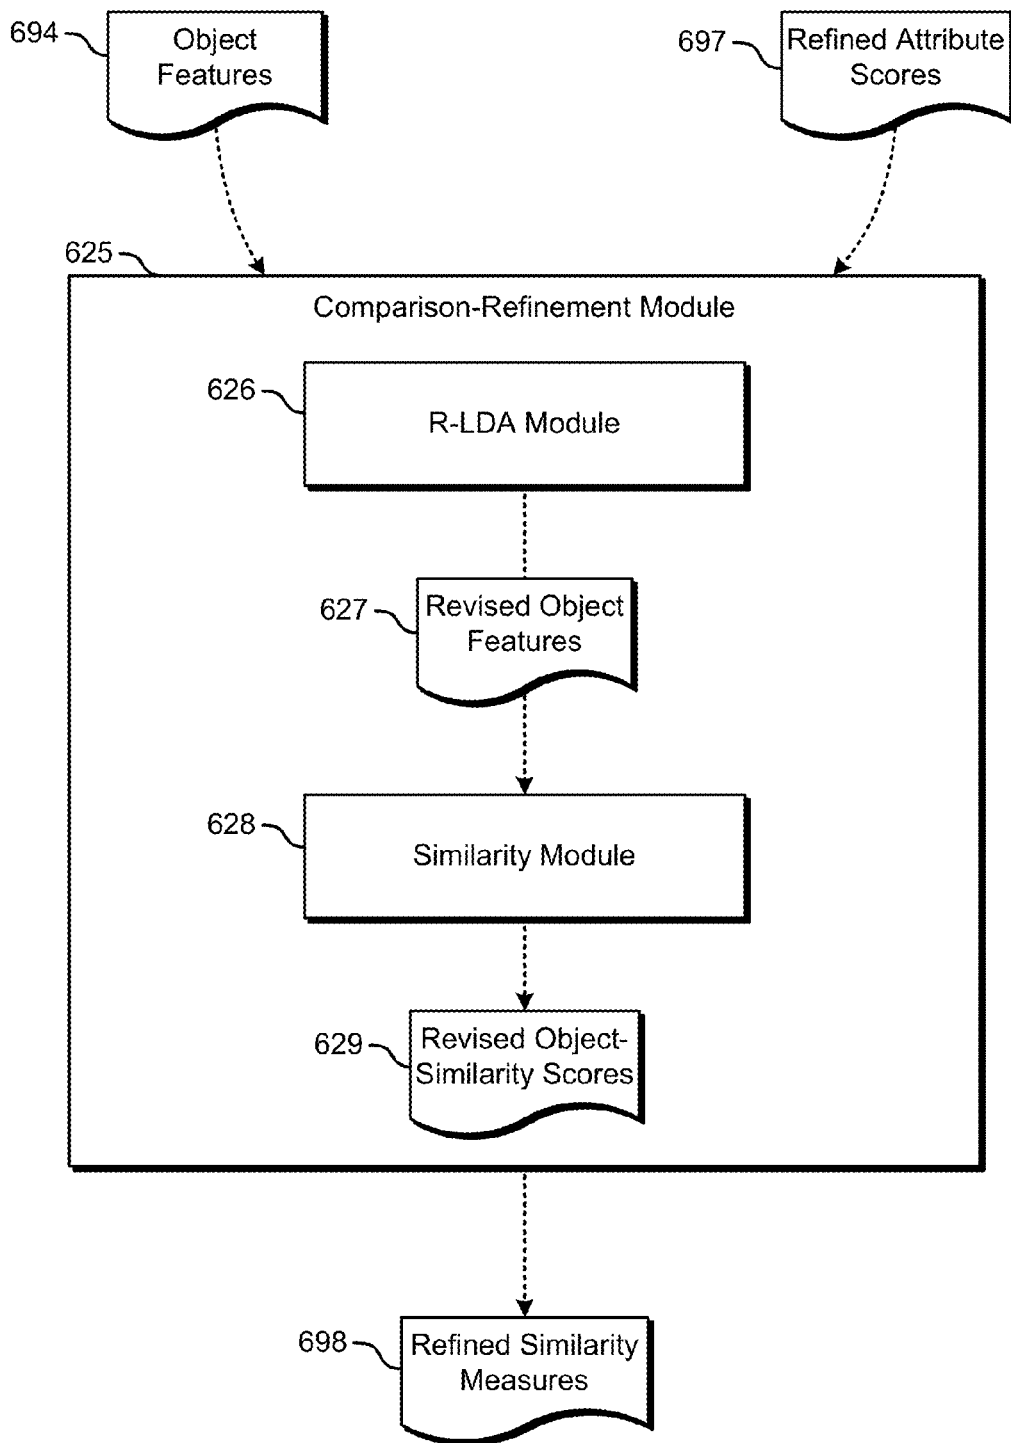 694
Object
Features
697
Refined Attribute
Scores
625
Comparison-Refinement Module
626
R-LDA Module
627
Revised Object
Features
628
Similarity Module
629
Revised Object-
Similarity Scores
698
Refined Similarity
Measures